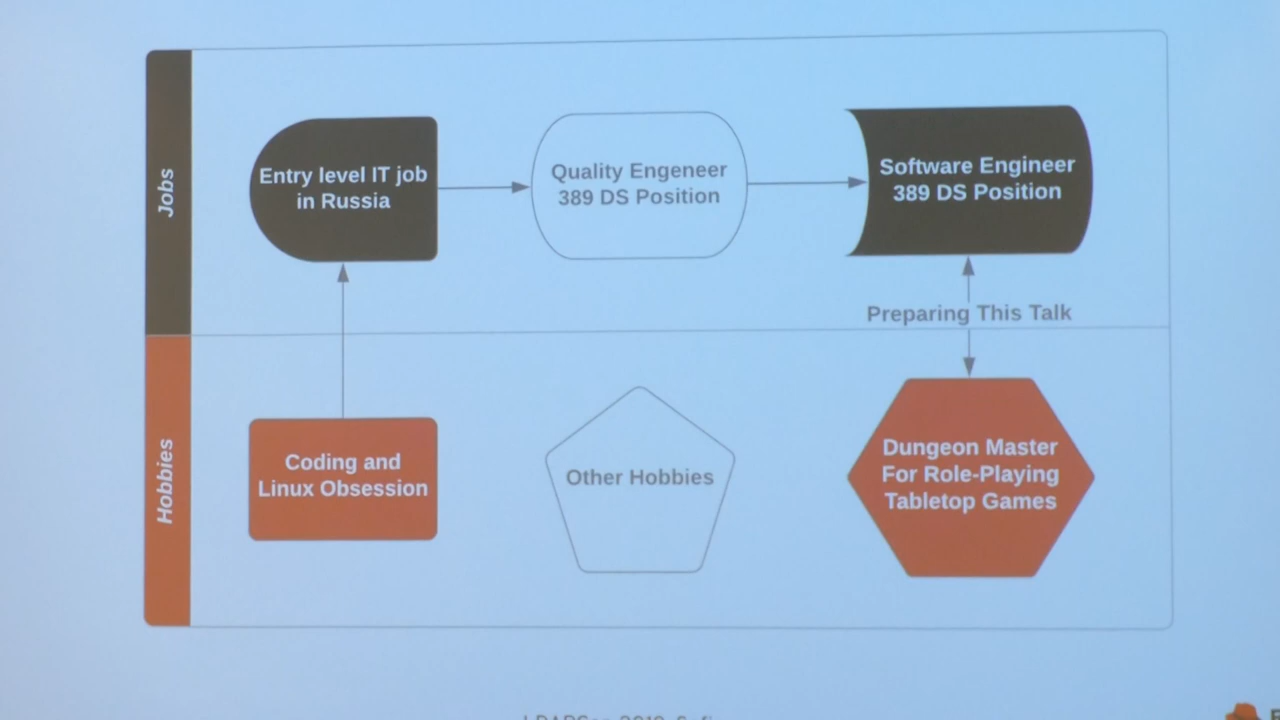 Jobs
Entry level IT job
in Russia
Quality Engeneer
389 DS Position
Software Engineer
389 DS Position
Preparing This Talk
Hobbies
Coding and
Linux Obsession
Other Hobbies
Dungeon Master
For Role-Playing
Tabletop Games